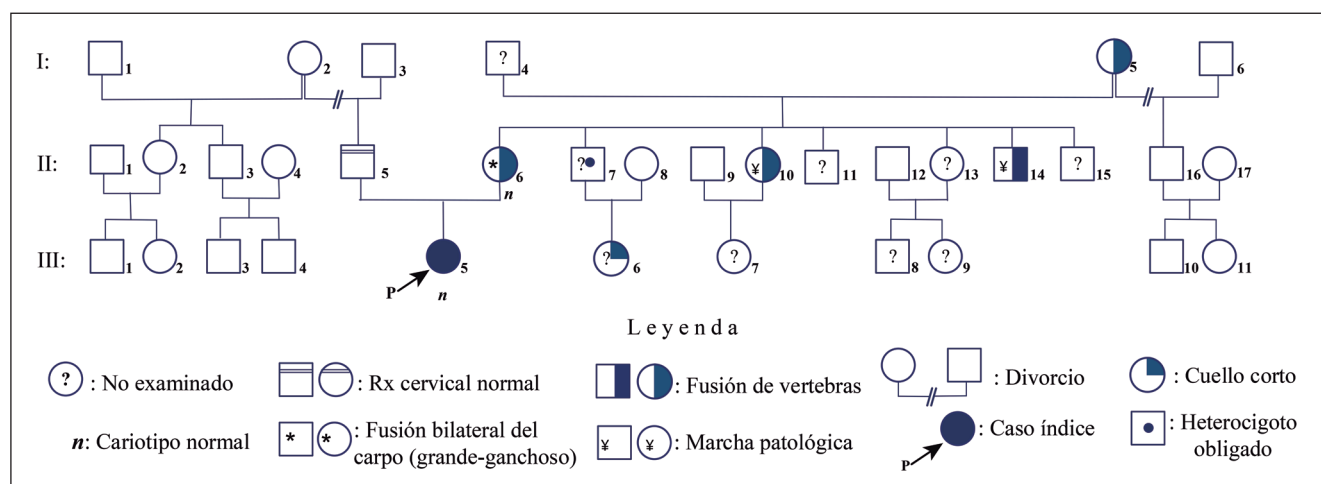 I:
1
2
3
?
4
5
6
II:
1
2
3
4
5
*
6
n
?
7
8
9
¥
10
?
11
12
?
13
¥
14
?
15
16
17
III:
1
2
3
4
P
5
n
?
6
?
7
?
8
?
9
10
11
Leyenda
? : No examinado
: Rx cervical normal
: Fusión de vertebras
: Divorcio
: Cuello corto
n: Cariotipo normal
* * : Fusión bilateral del
carpo (grande-ganchoso)
¥ ¥ : Marcha patológica
P : Caso índice
: Heterocigoto
obligado